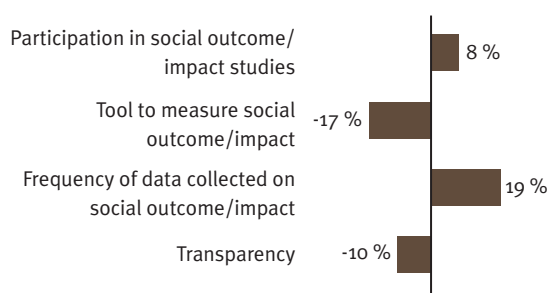 Participation in social outcome/
impact studies
8 %
Tool to measure social
outcome/impact
-17 %
Frequency of data collected on
social outcome/impact
19 %
Transparency
-10 %